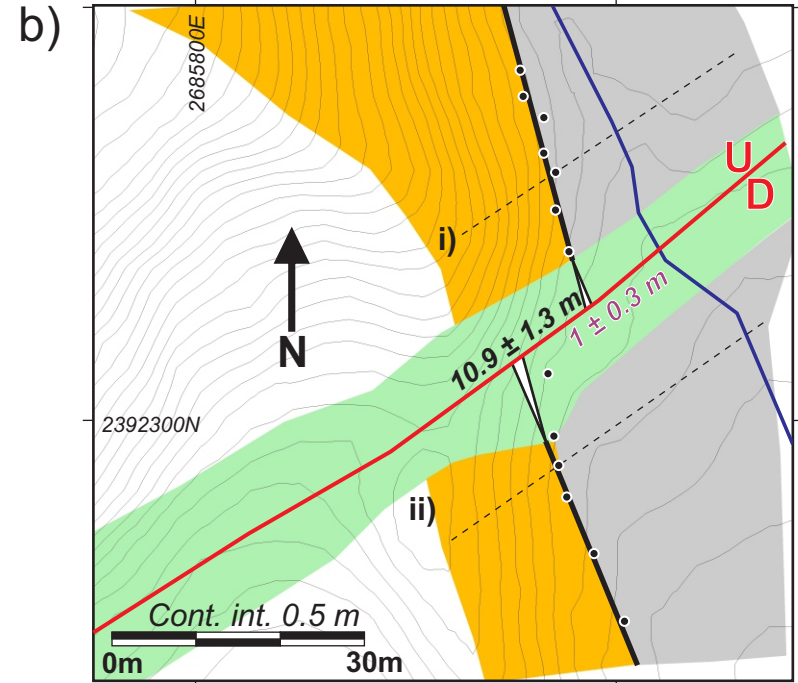 b)
2685800E
U
D
i)
10.9 ± 1.3 m
1 ± 0.3 m
N
2392300N
ii)
Cont. int. 0.5 m
0m 30m